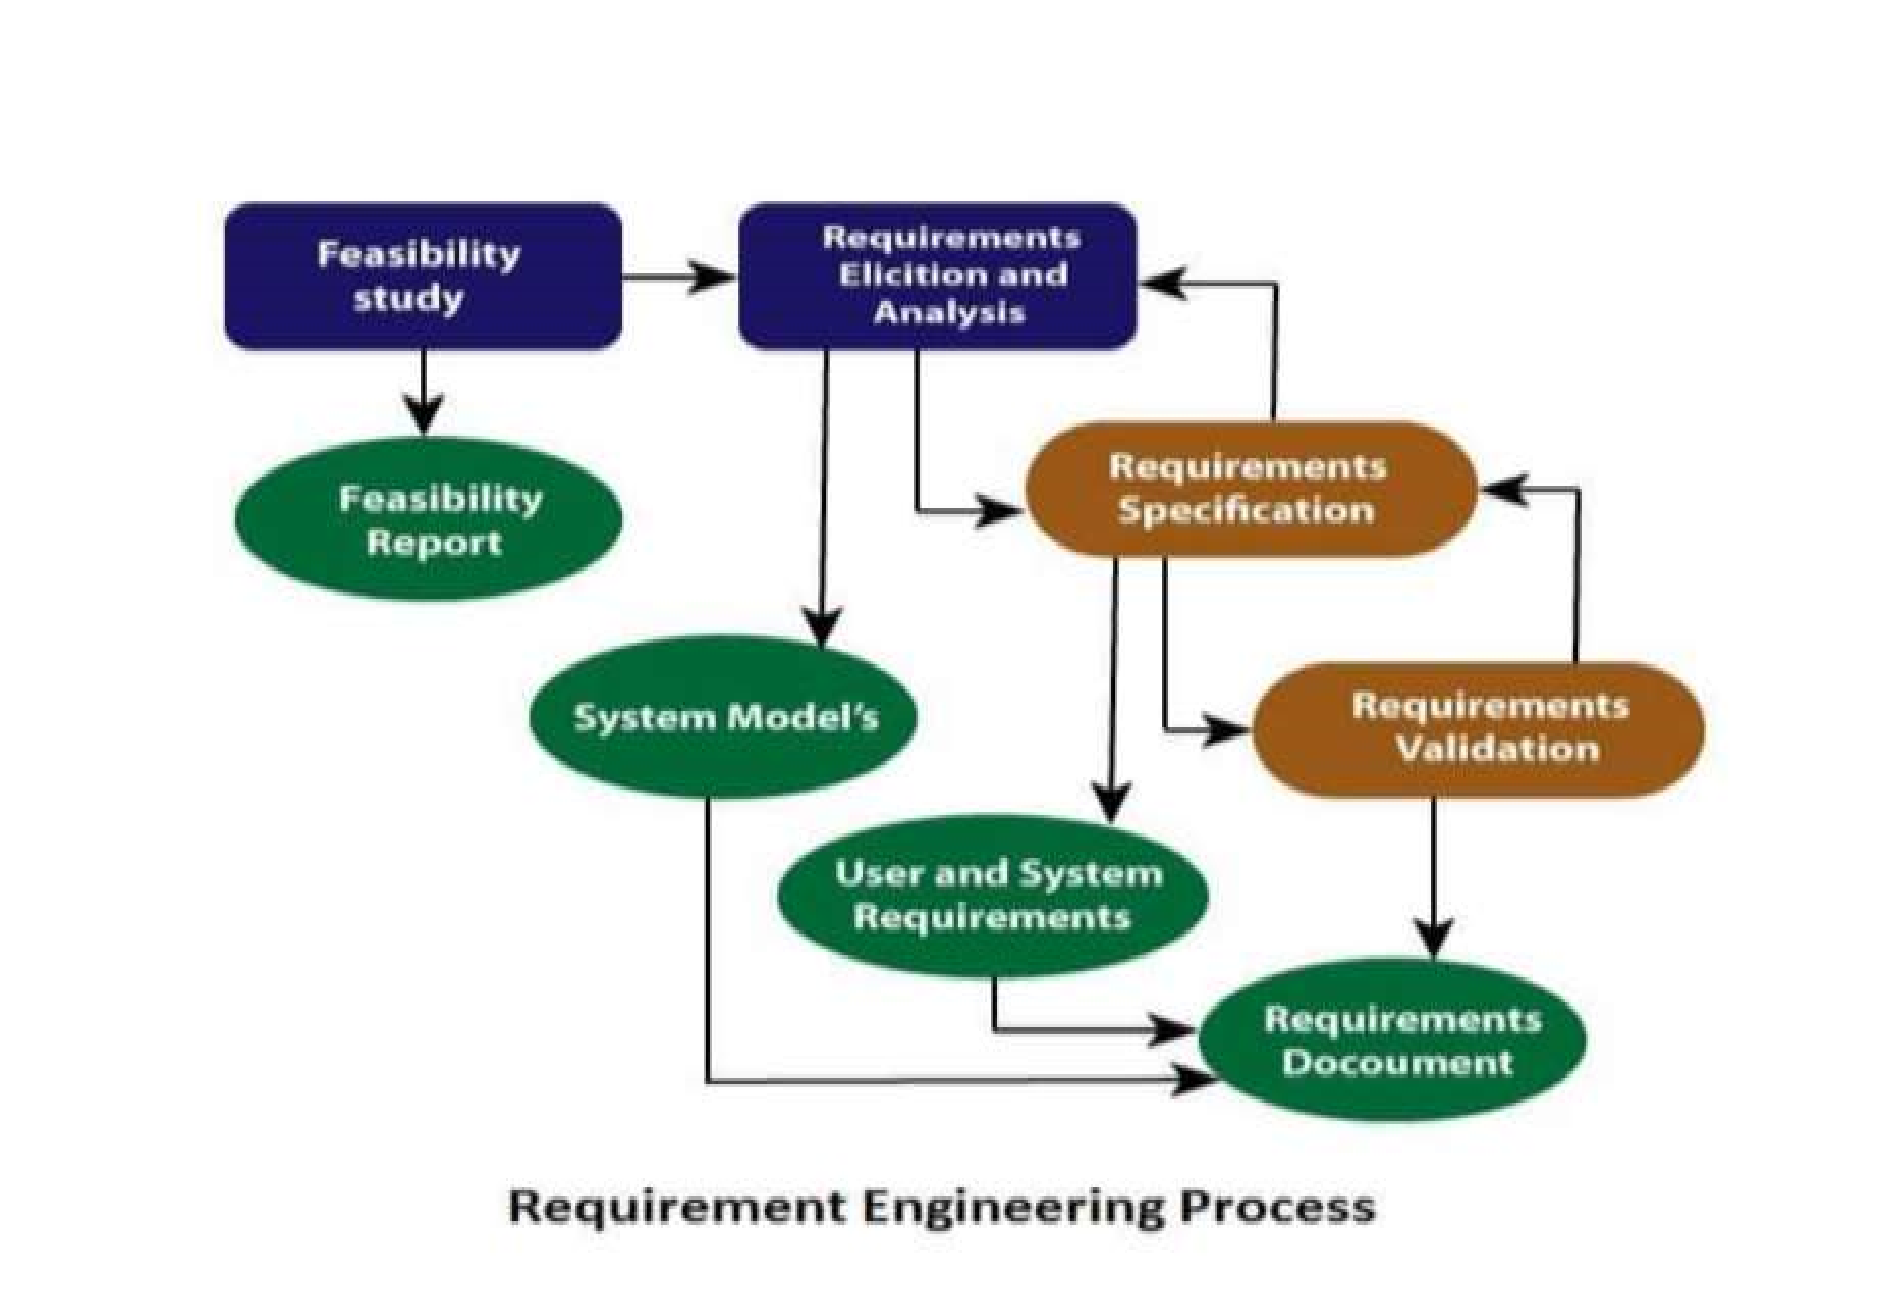 Feasibility
study
Requirements
Elicition and
Analysis
Feasibility
Report
Requirements
Specification
System Model's
Requirements
Validation
User and System
Requirements
Requirements
Docoument
Requirement Engineering Process